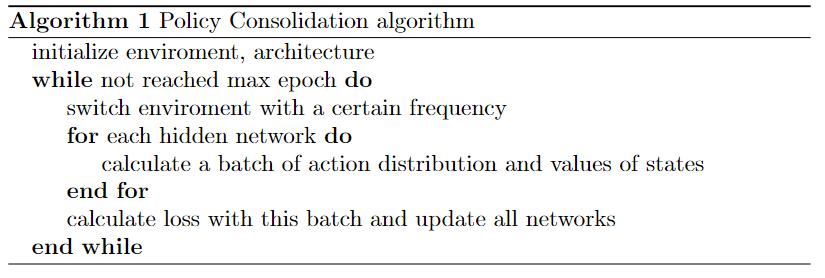 Algorithm 1 Policy Consolidation algorithm
initialize enviroment, architecture
while not reached max epoch do
switch enviroment with a certain frequency
for each hidden network do
calculate a batch of action distribution and values of states
end for
calculate loss with this batch and update all networks
end while